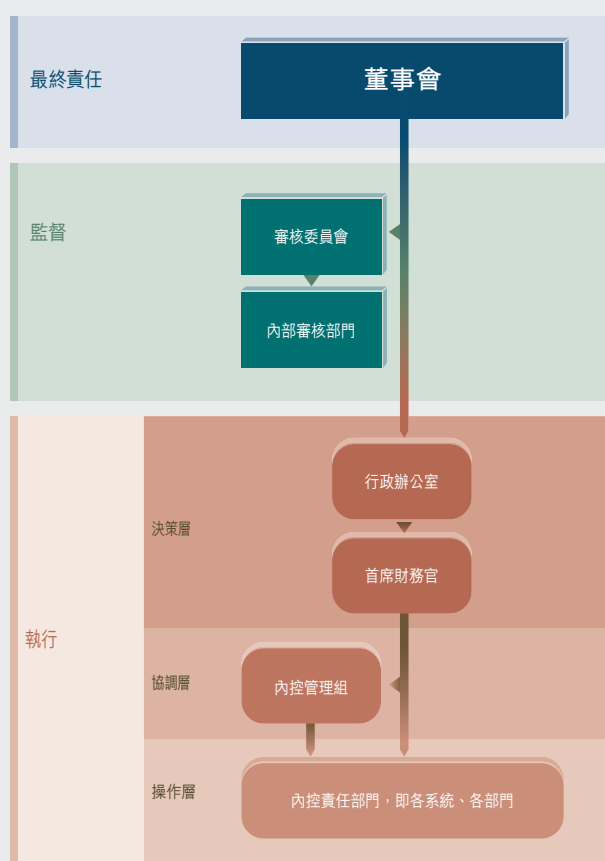 最終責任
董事會
監督
審核委員會
內部審核部門
執行
決策層
行政辦公室
首席財務官
協調層
內控管理組
操作層
內控責任部門，即各系統、各部門